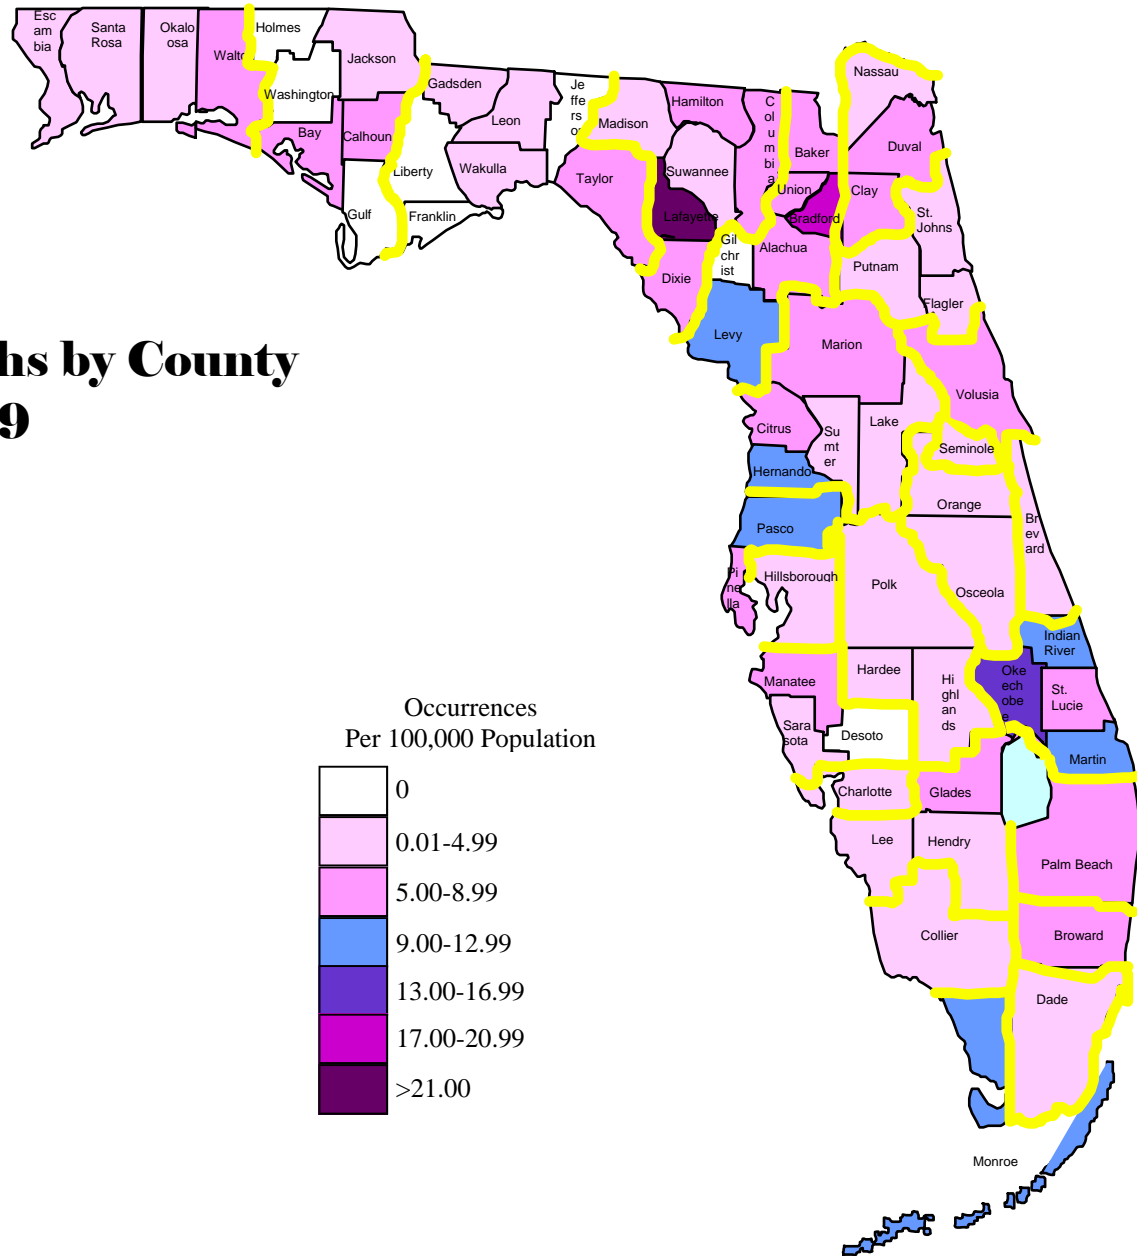 Esc
am
bia
Santa
Rosa
Okalo
osa
Walto
Holmes
Washington
Jackson
Bay
Calhoun
Gulf
Gadsden
Liberty
Franklin
Leon
Wakulla
Je
ffe
rs
on
Madison
Taylor
Hamilton
Suwannee
Lafayette
C
o
l
u
m
b
i
a
Dixie
Gil
chr
ist
Baker
Union
Bradford
Alachua
Levy
Nassau
Duval
Clay
St.
Johns
Putnam
Flagler
Marion
Volusia
Citrus
Su
mt
er
Lake
Seminole
Hernando
Orange
Pasco
Br
ev
ard
Pi
ne
lla
Hillsborough
Polk
Osceola
Indian
River
Manatee
Hardee
Hi
ghl
an
ds
Oke
ech
obe
e
St.
Lucie
Sara
sota
Desoto
Martin
Charlotte
Glades
Lee
Hendry
Palm Beach
Collier
Broward
Dade
Monroe
hs by County
9
Occurrences
Per 100,000 Population
0
0.01-4.99
5.00-8.99
9.00-12.99
13.00-16.99
17.00-20.99
>21.00